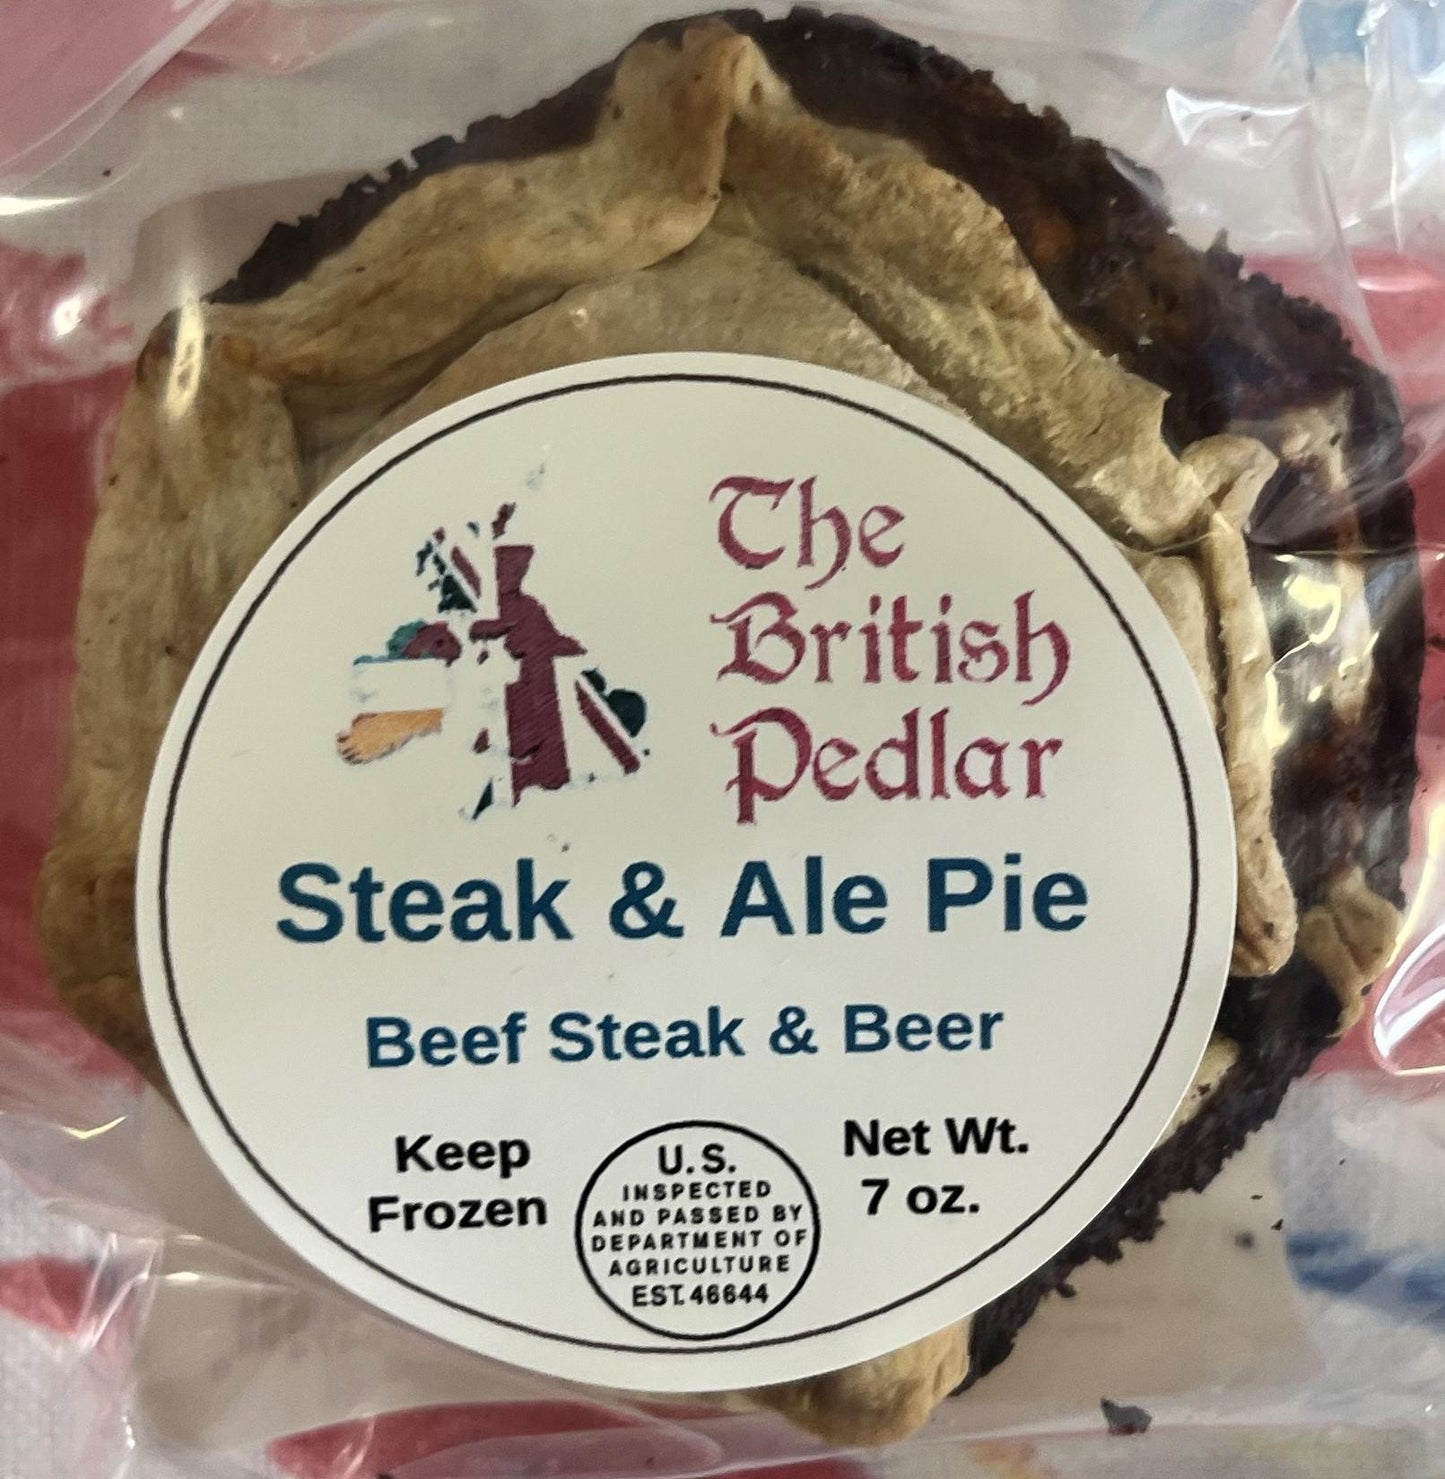 The
British
Pedlar
Steak & Ale Pie
Beef Steak & Beer
Keep
Frozen
U.S.
INSPECTED
AND PASSED BY
DEPARTMENT OF
AGRICULTURE
EST.46644
Net Wt.
7 oz.